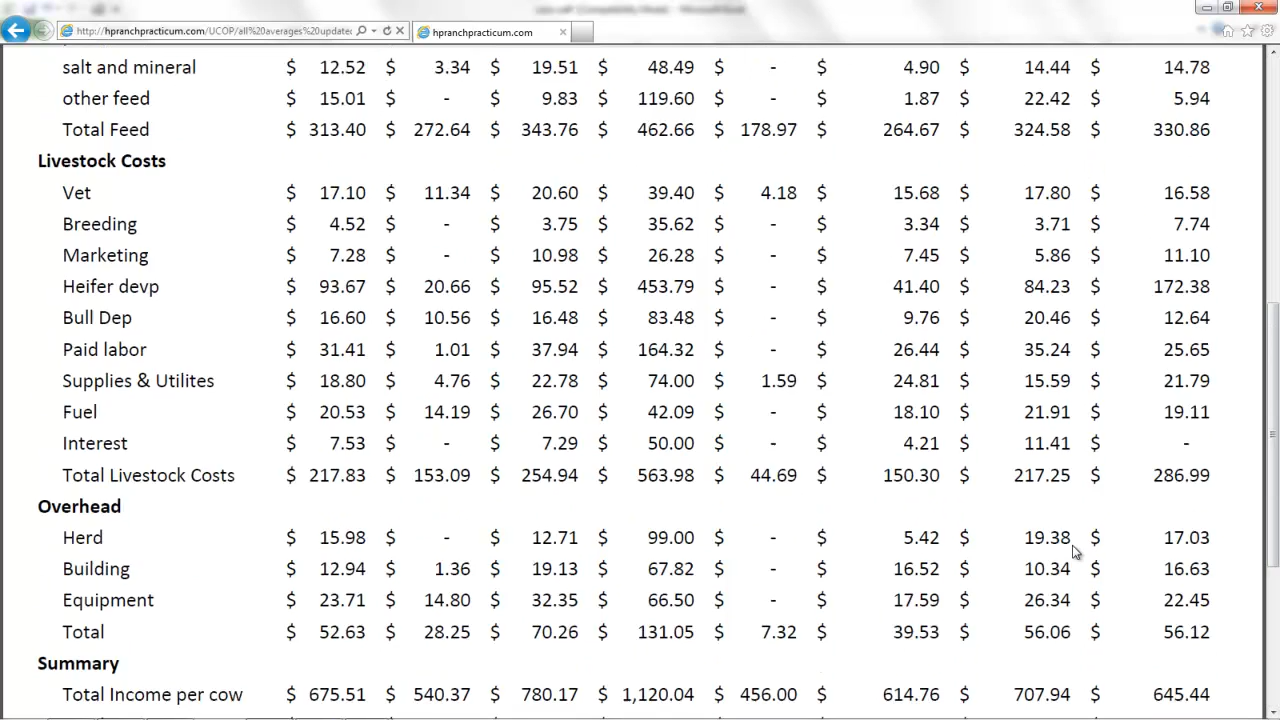 http://hpranchpracticum.com/UCOP/all%20averages%20update
hpranchpracticum.com
salt and mineral $ 12.52 $ 3.34 $ 19.51 $ 48.49 $ - $ 4.90 $ 14.44 $ 14.78
other feed $ 15.01 $ - $ 9.83 $ 119.60 $ - $ 1.87 $ 22.42 $ 5.94
Total Feed $ 313.40 $ 272.64 $ 343.76 $ 462.66 $ 178.97 $ 264.67 $ 324.58 $ 330.86
Livestock Costs
Vet $ 17.10 $ 11.34 $ 20.60 $ 39.40 $ 4.18 $ 15.68 $ 17.80 $ 16.58
Breeding $ 4.52 $ - $ 3.75 $ 35.62 $ - $ 3.34 $ 3.71 $ 7.74
Marketing $ 7.28 $ - $ 10.98 $ 26.28 $ - $ 7.45 $ 5.86 $ 11.10
Heifer devp $ 93.67 $ 20.66 $ 95.52 $ 453.79 $ - $ 41.40 $ 84.23 $ 172.38
Bull Dep $ 16.60 $ 10.56 $ 16.48 $ 83.48 $ - $ 9.76 $ 20.46 $ 12.64
Paid labor $ 31.41 $ 1.01 $ 37.94 $ 164.32 $ - $ 26.44 $ 35.24 $ 25.65
Supplies & Utilites $ 18.80 $ 4.76 $ 22.78 $ 74.00 $ 1.59 $ 24.81 $ 15.59 $ 21.79
Fuel $ 20.53 $ 14.19 $ 26.70 $ 42.09 $ - $ 18.10 $ 21.91 $ 19.11
Interest $ 7.53 $ - $ 7.29 $ 50.00 $ - $ 4.21 $ 11.41 $ -
Total Livestock Costs $ 217.83 $ 153.09 $ 254.94 $ 563.98 $ 44.69 $ 150.30 $ 217.25 $ 286.99
Overhead
Herd $ 15.98 $ - $ 12.71 $ 99.00 $ - $ 5.42 $ 19.38 $ 17.03
Building $ 12.94 $ 1.36 $ 19.13 $ 67.82 $ - $ 16.52 $ 10.34 $ 16.63
Equipment $ 23.71 $ 14.80 $ 32.35 $ 66.50 $ - $ 17.59 $ 26.34 $ 22.45
Total $ 52.63 $ 28.25 $ 70.26 $ 131.05 $ 7.32 $ 39.53 $ 56.06 $ 56.12
Summary
Total Income per cow $ 675.51 $ 540.37 $ 780.17 $ 1,120.04 $ 456.00 $ 614.76 $ 707.94 $ 645.44